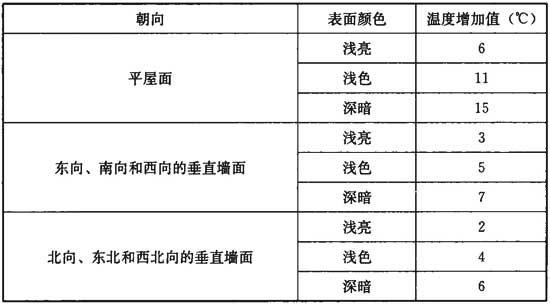 朝向 表面颜色 温度增加值（℃）
平屋面 浅亮 6
浅色 11
深暗 15
东向、南向和西向的垂直墙面 浅亮 3
浅色 5
深暗 7
北向、东北和西北向的垂直墙面 浅亮 2
浅色 4
深暗 6